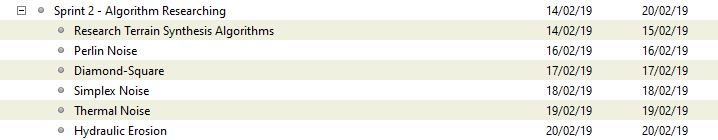 Sprint 2 - Algorithm Researching 14/02/19 20/02/19
Research Terrain Synthesis Algorithms 14/02/19 15/02/19
Perlin Noise 16/02/19 16/02/19
Diamond-Square 17/02/19 17/02/19
Simplex Noise 18/02/19 18/02/19
Thermal Noise 19/02/19 19/02/19
Hydraulic Erosion 20/02/19 20/02/19